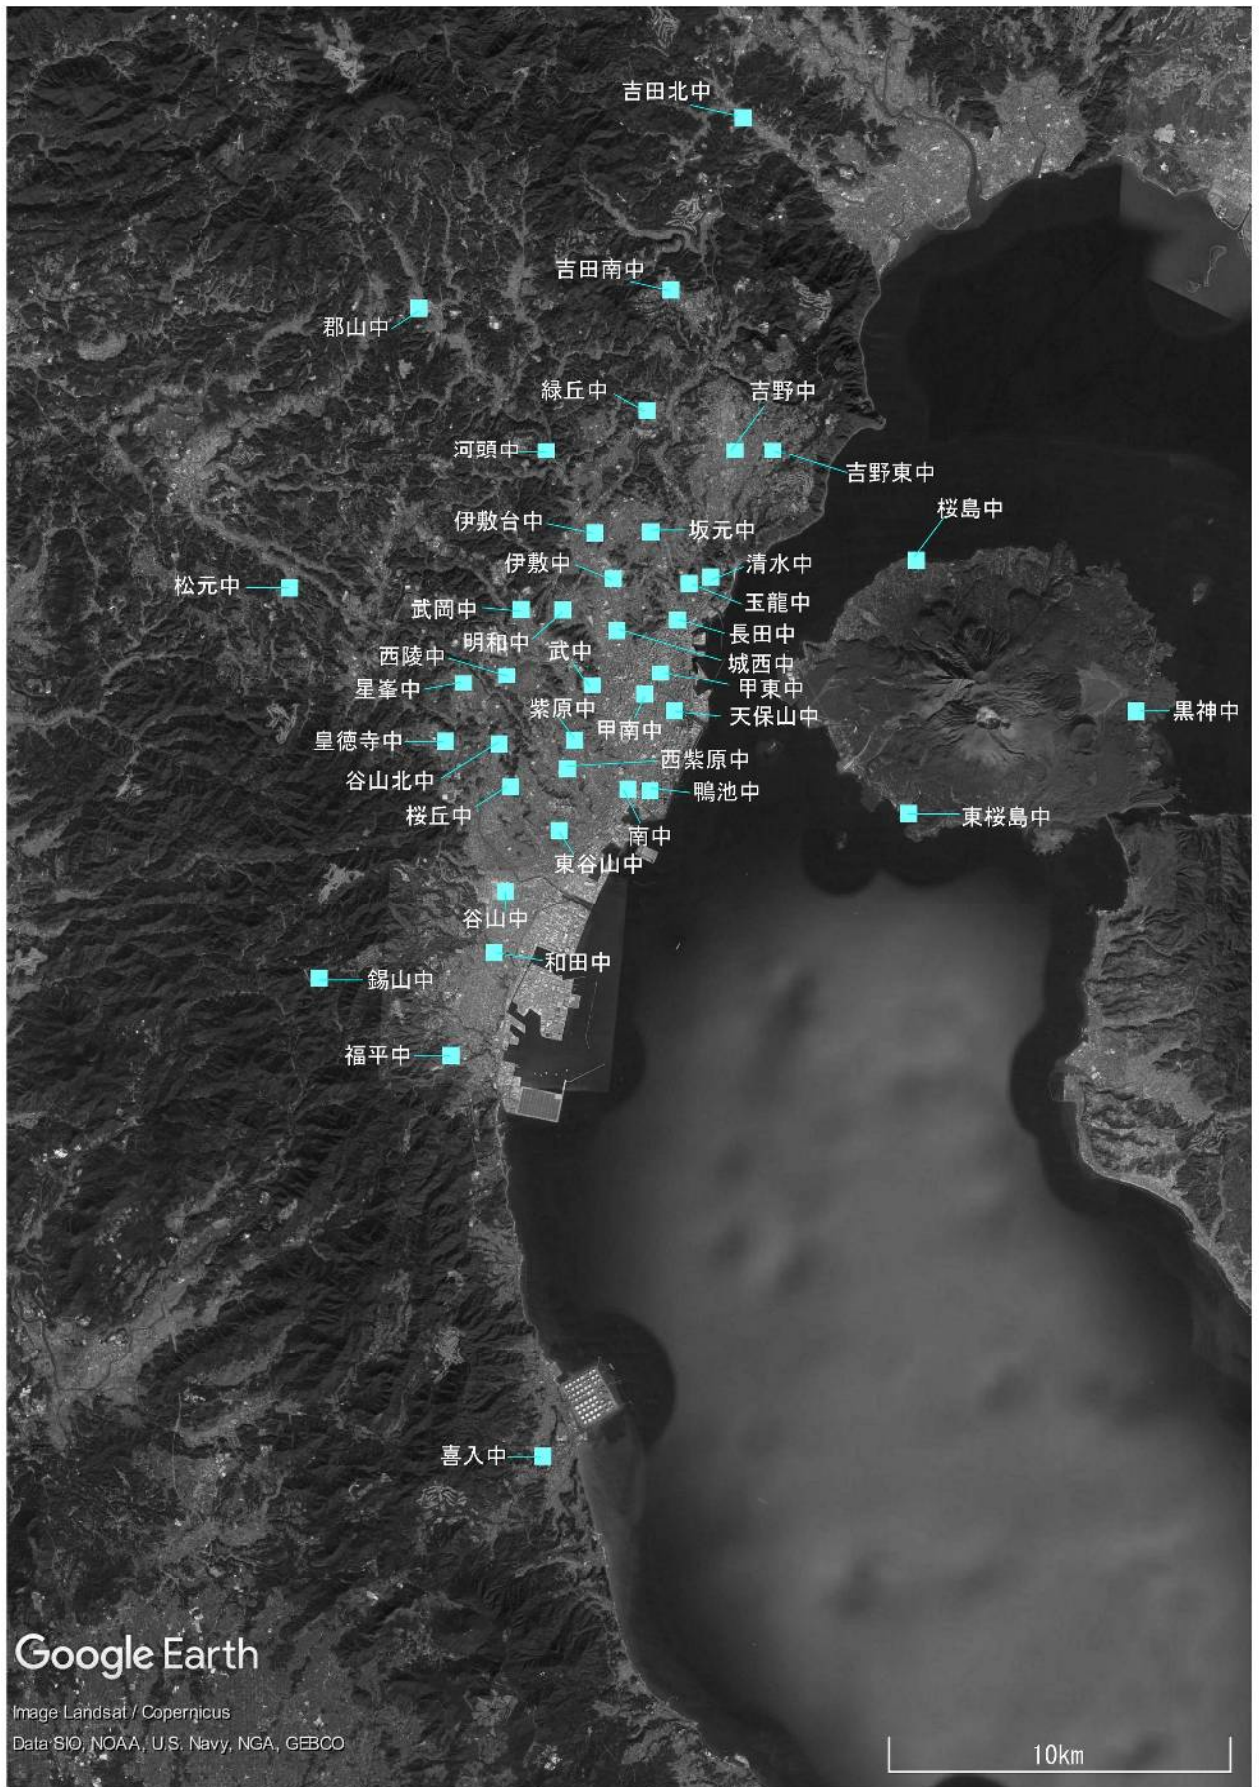 吉田北中
吉田南中
郡山中
緑丘中
吉野中
河頭中
吉野東中
桜島中
伊敷台中
坂元中
伊敷中
清水中
松元中
玉龍中
武岡中
長田中
明和中
武中
城西中
西陵中
星峯中
甲東中
紫原中
天保山中
黒神中
甲南中
皇徳寺中
西紫原中
谷山北中
鴨池中
桜丘中
東桜島中
南中
東谷山中
谷山中
和田中
錫山中
福平中
喜入中
Google Earth
Image Landsat / Copernicus
Data SIO, NOAA, U.S. Navy, NGA, GEBCO
10km